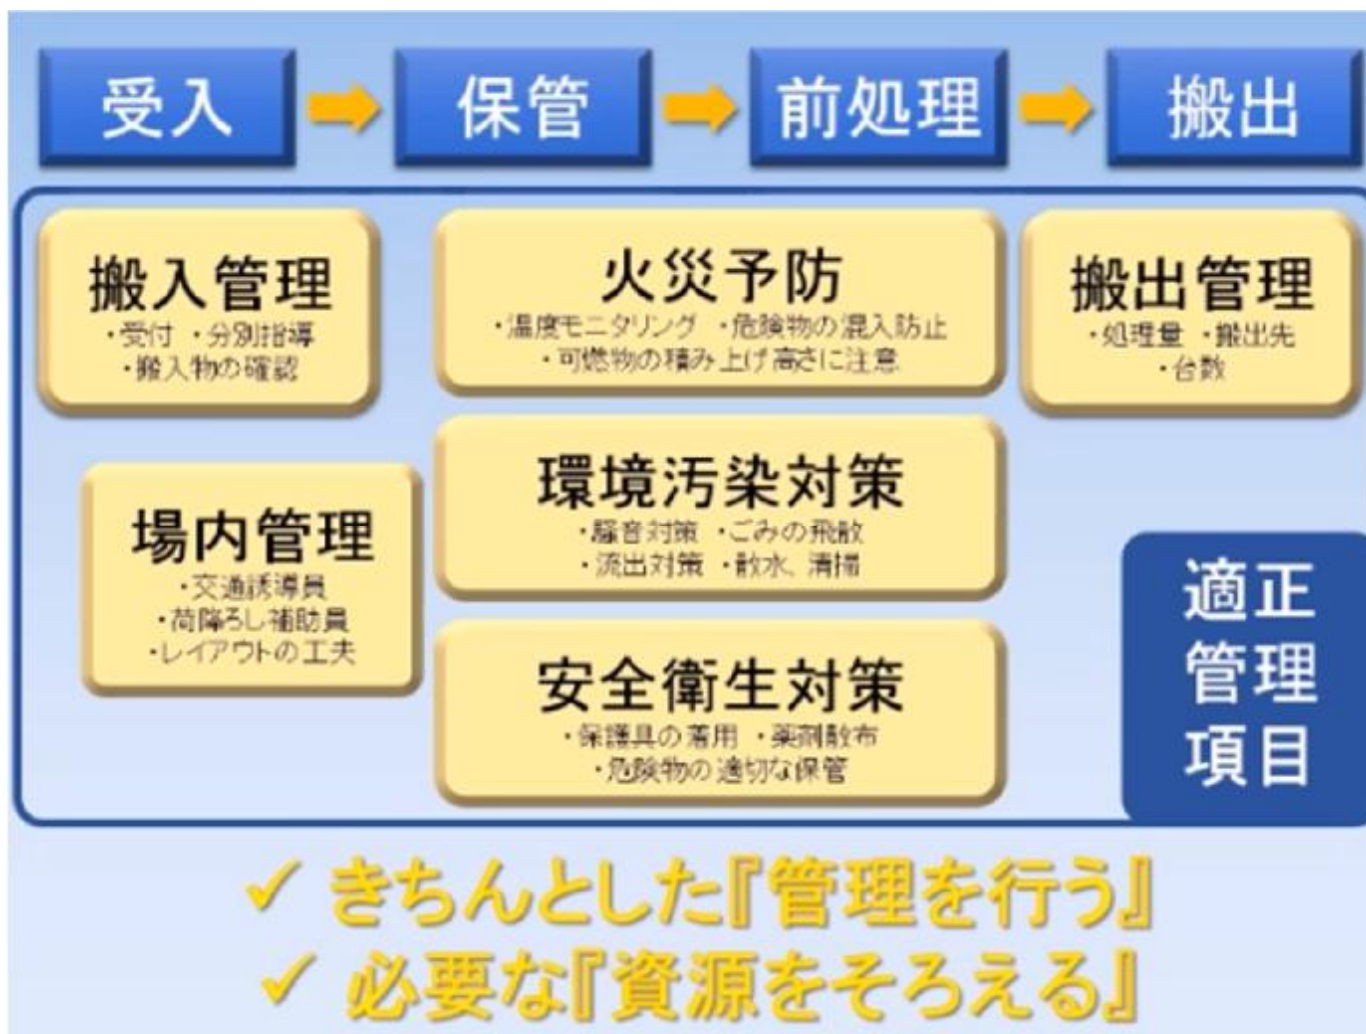 受入
保管
前処理
搬出
搬入管理
・受付 ・分別指導
・搬入物の確認
場内管理
・交通誘導員
・荷降ろし補助員
・レイアウトの工夫
火災予防
・温度モニタリング ・危険物の混入防止
・可燃物の積み上げ高さに注意
環境汚染対策
・騒音対策 ・ごみの飛散
・流出対策 ・散水、清掃
安全衛生対策
・保護具の着用 ・薬剤散布
・危険物の適切な保管
搬出管理
・処理量 ・搬出先
・台数
適正
管理
項目
✓ きちんとした『管理を行う』
✓ 必要な『資源をそろえる』